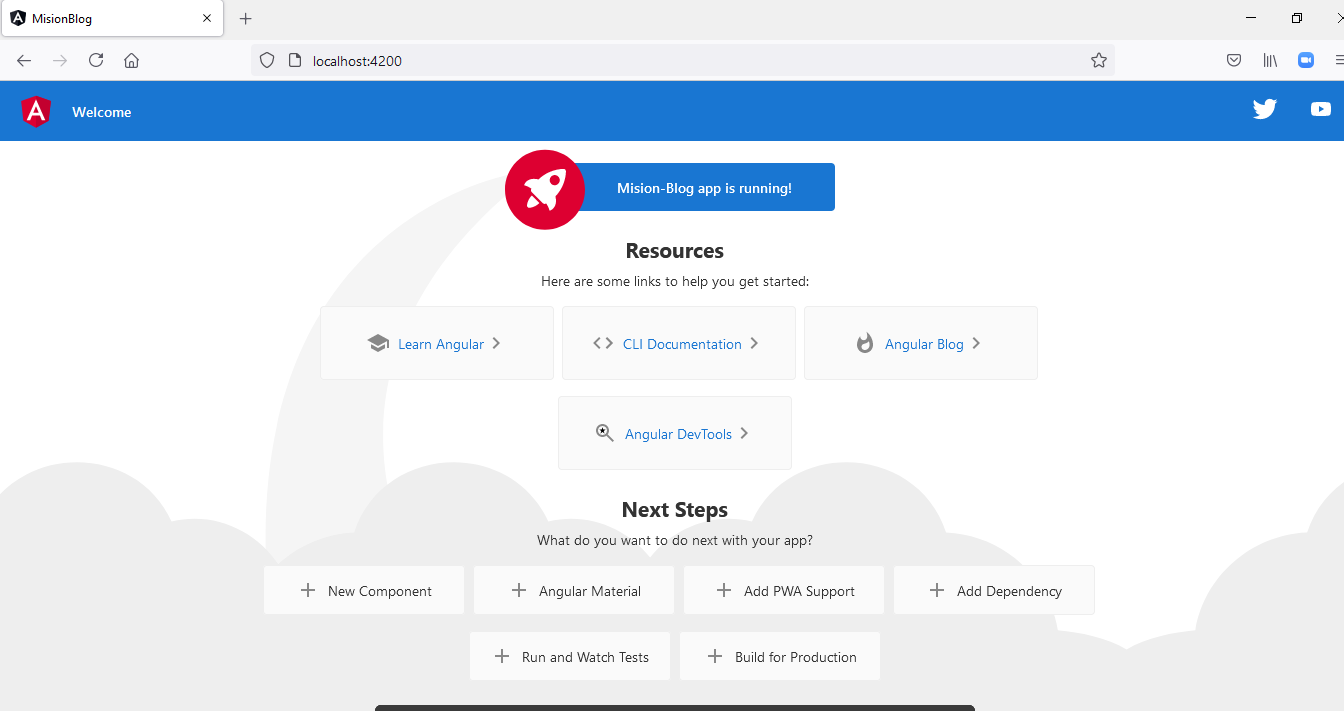 MisionBlog
localhost:4200
Welcome
Mision-Blog app is running!
Resources
Here are some links to help you get started:
Learn Angular
CLI Documentation
Angular Blog
Angular DevTools
Next Steps
What do you want to do next with your app?
New Component
Angular Material
Add PWA Support
Add Dependency
Run and Watch Tests
Build for Production